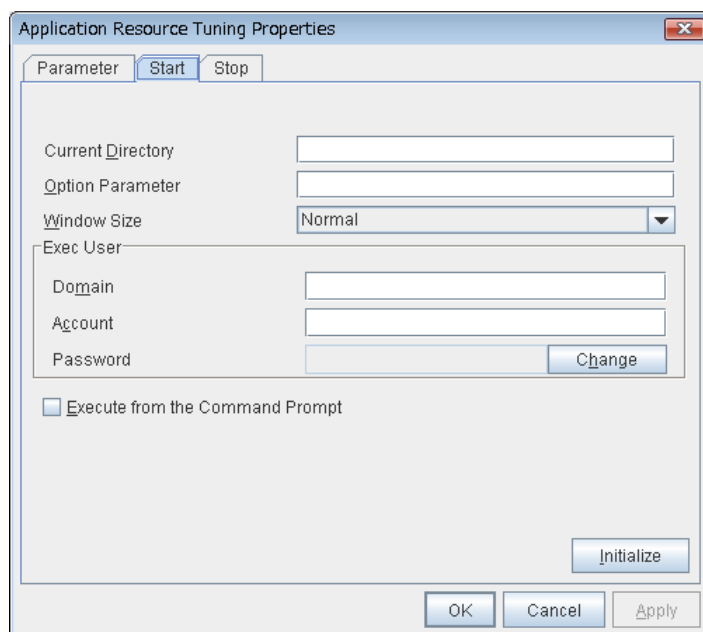 Application Resource Tuning Properties
Parameter Start Stop
Current Directory
Option Parameter
Window Size Normal
Exec User
Domain
Account
Password Change
Execute from the Command Prompt
Initialize
OK Cancel Apply